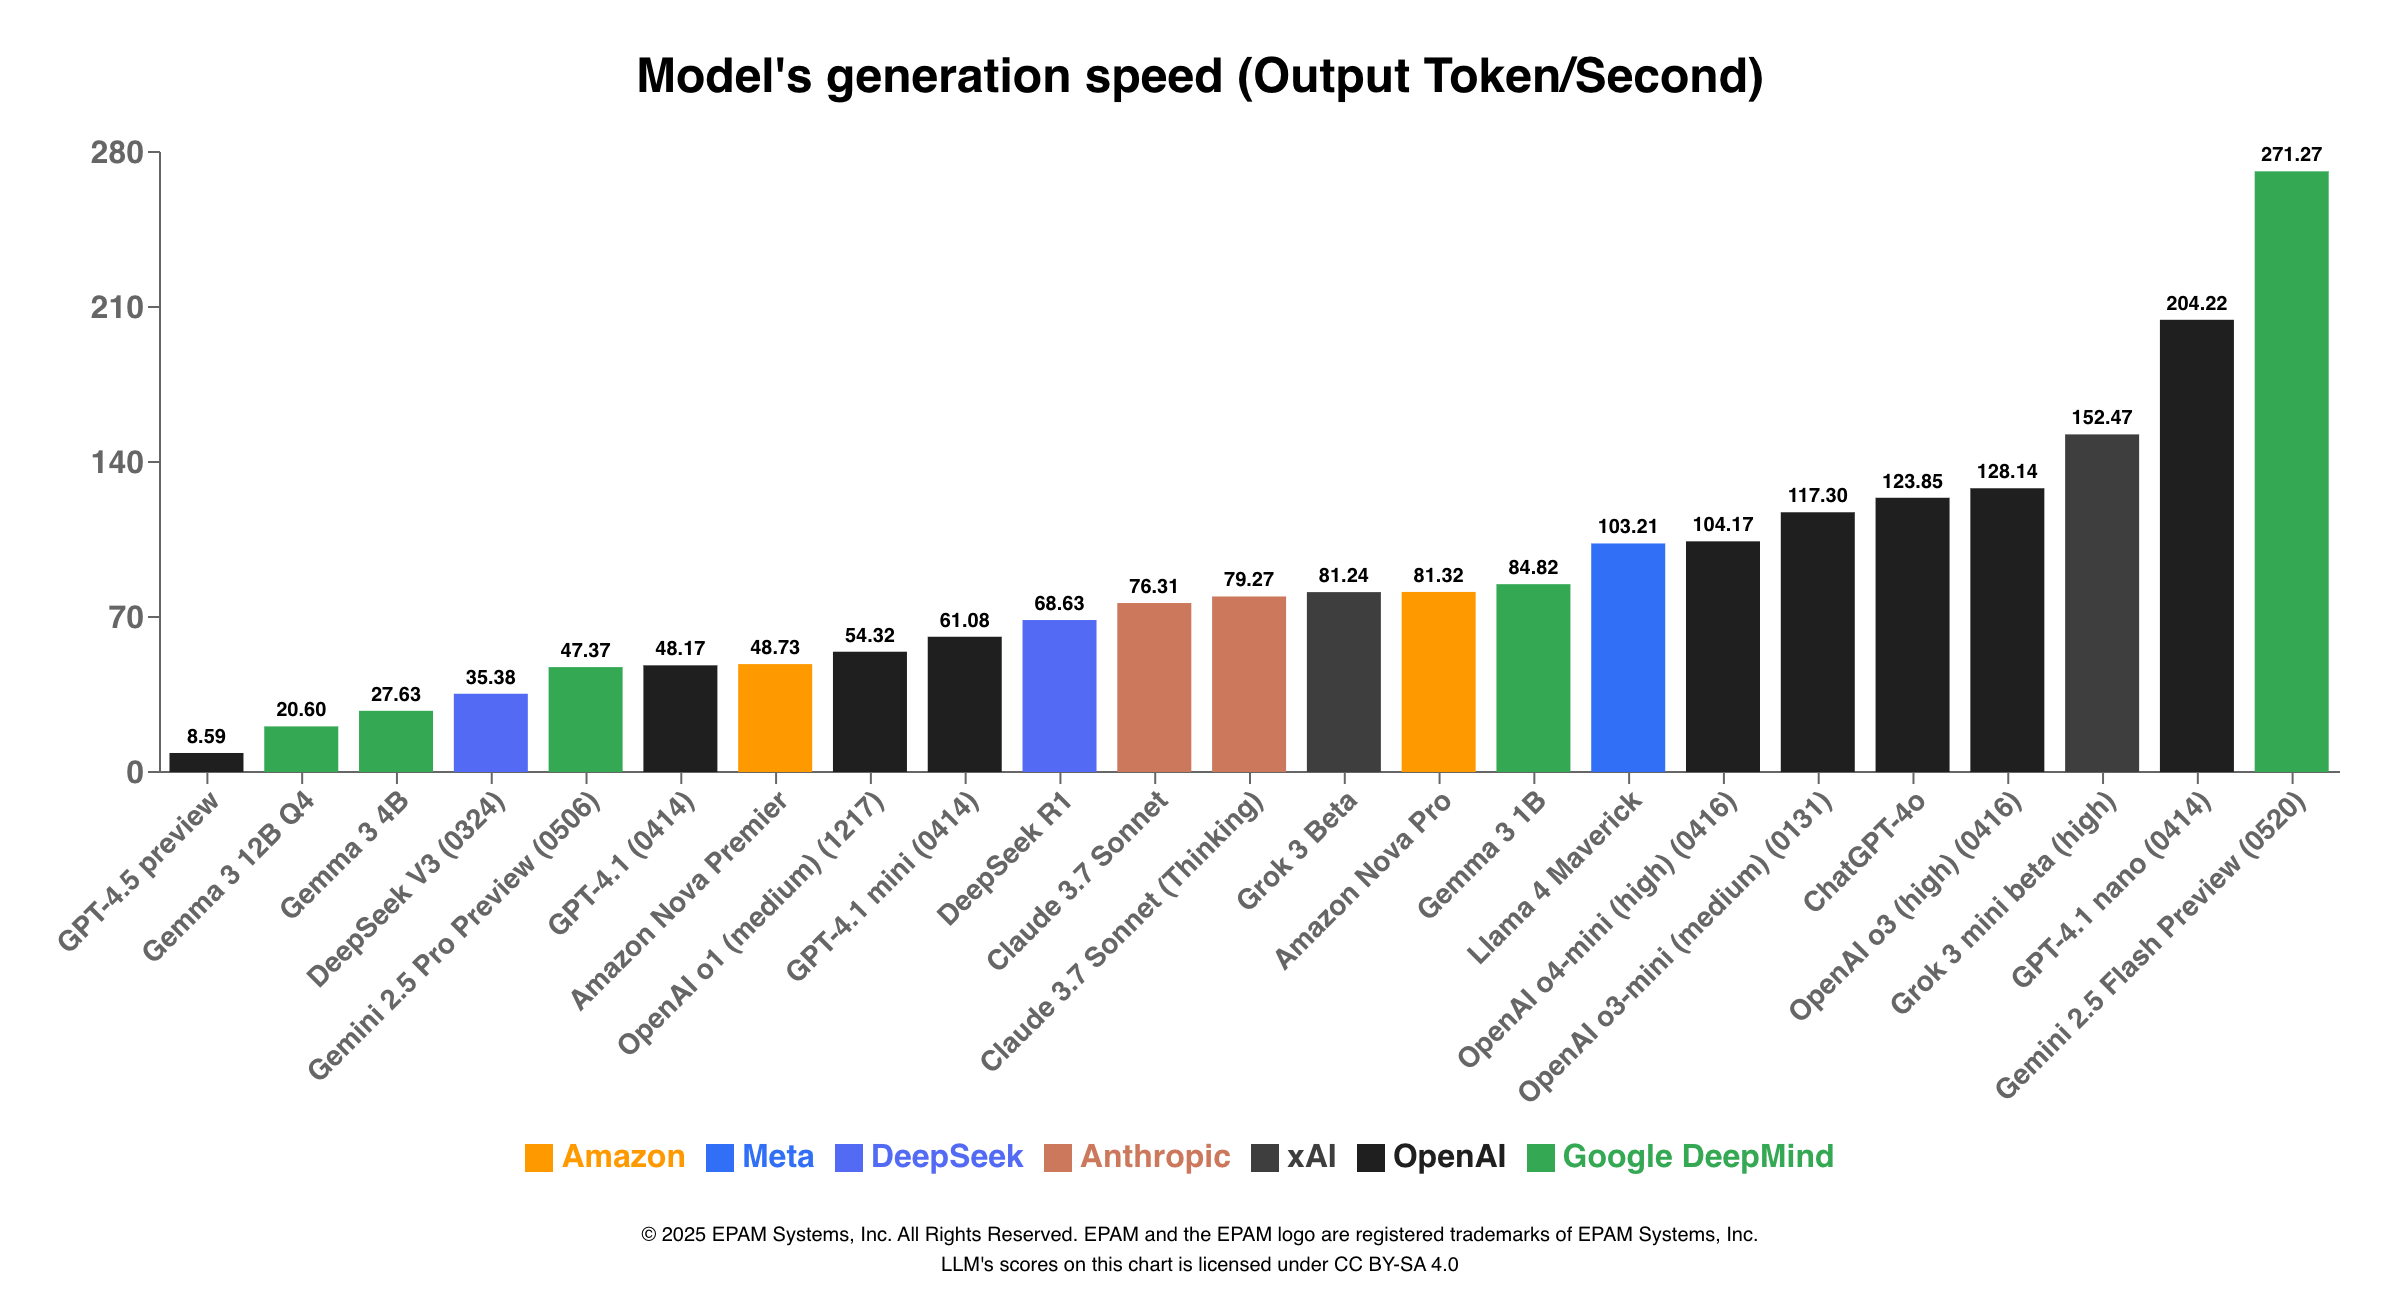 Model's generation speed (Output Token/Second)
280
210
140
70
0
8.59
20.60
27.63
35.38
47.37
48.17
48.73
54.32
61.08
68.63
76.31
79.27
81.24
81.32
84.82
103.21
104.17
117.30
123.85
128.14
152.47
204.22
271.27
GPT-4.5 preview
Gemma 3 12B Q4
Gemma 3 4B
DeepSeek V3 (0324)
Gemini 2.5 Pro Preview (0506)
GPT-4.1 (0414)
Amazon Nova Premier
OpenAI o1 (medium) (1217)
GPT-4.1 mini (0414)
DeepSeek R1
Claude 3.7 Sonnet
Claude 3.7 Sonnet (Thinking)
Grok 3 Beta
Amazon Nova Pro
Gemma 3 1B
Llama 4 Maverick
OpenAI o4-mini (high) (0416)
OpenAI o3-mini (medium) (0131)
ChatGPT-4o
OpenAI o3 (high) (0416)
Grok 3 mini beta (high)
GPT-4.1 nano (0414)
Gemini 2.5 Flash Preview (0520)
Amazon Meta DeepSeek Anthropic xAI OpenAI Google DeepMind
© 2025 EPAM Systems, Inc. All Rights Reserved. EPAM and the EPAM logo are registered trademarks of EPAM Systems, Inc.
LLM's scores on this chart is licensed under CC BY-SA 4.0